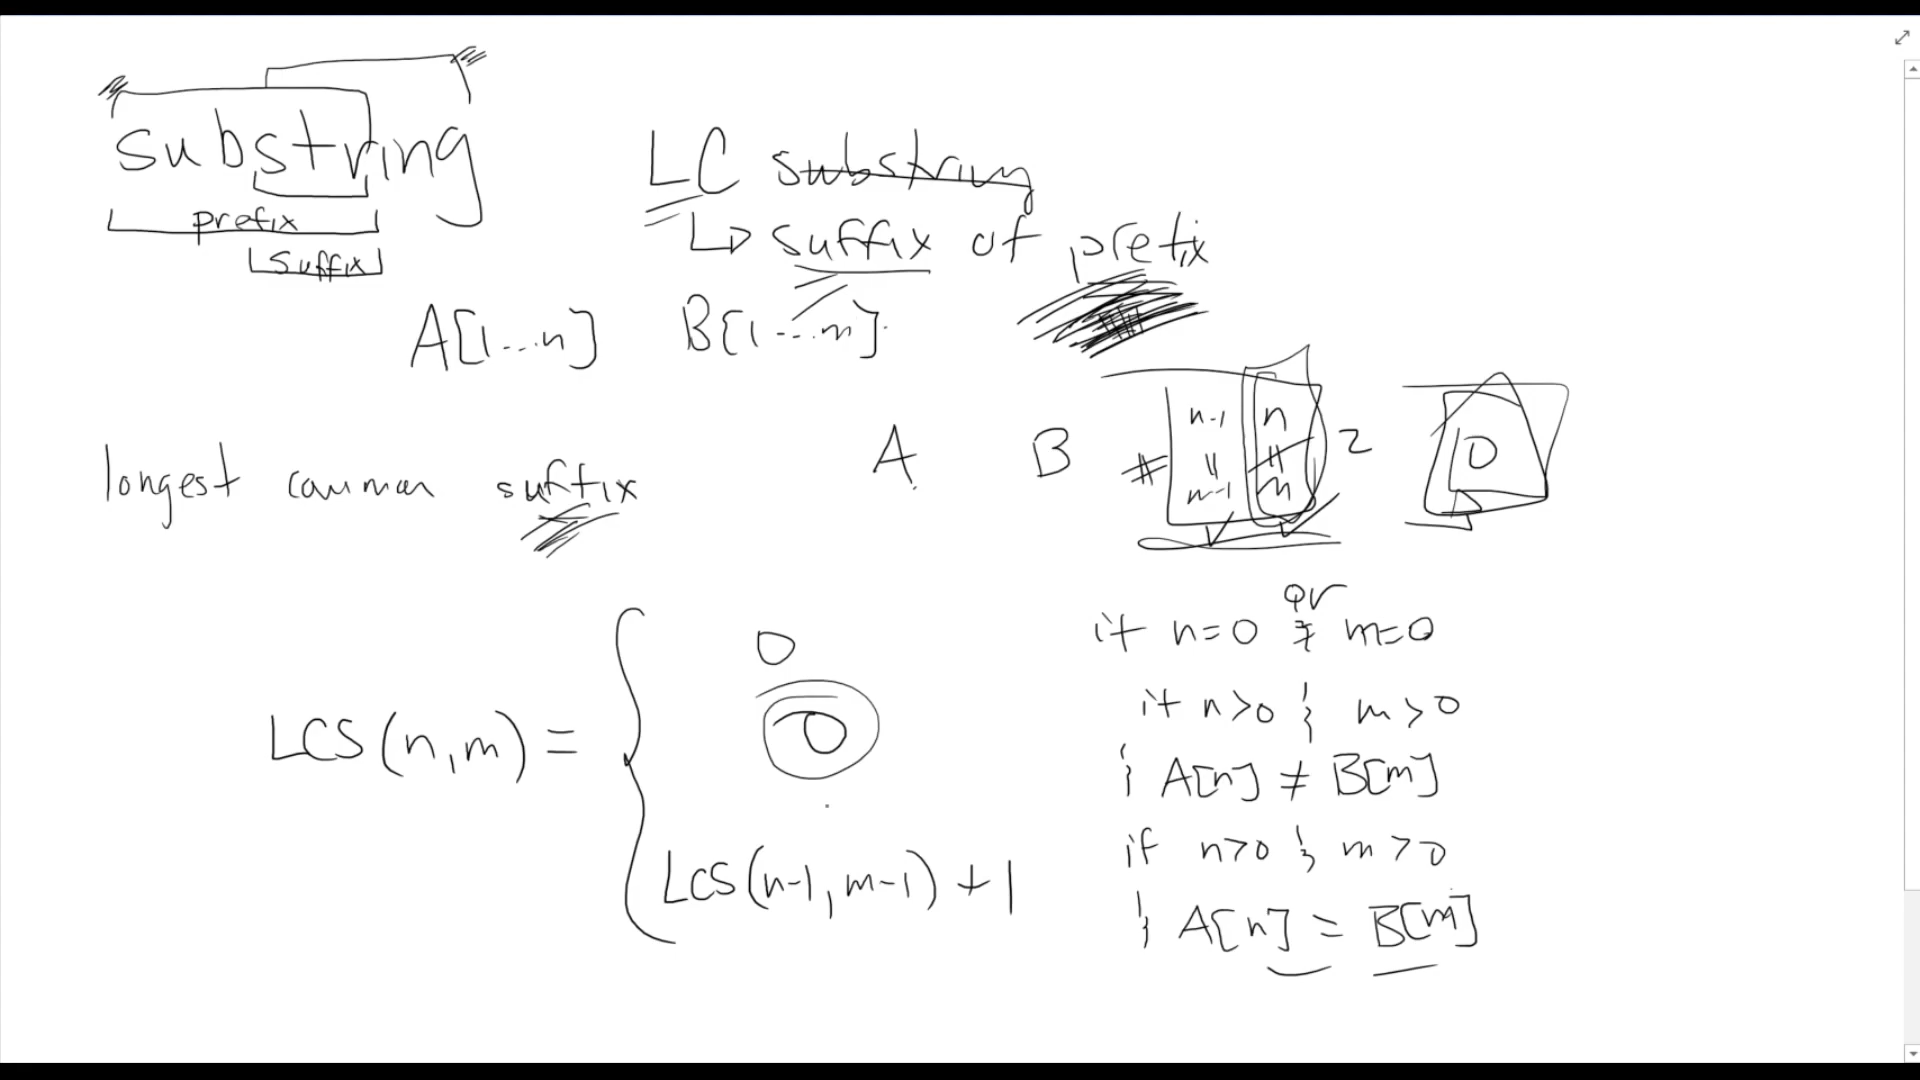 substring
prefix
suffix
LC substring
↳ suffix of prefix
A[1...n] B[1...m]
longest common suffix
A B
n-1 n
= ≠
m-1 m
2
0
LCS(n,m) =
0
if n=0 or m=0
0
if n>0 & m>0
& A[n] ≠ B[m]
LCS(n-1,m-1) + 1
if n>0 & m>0
& A[n] = B[m]